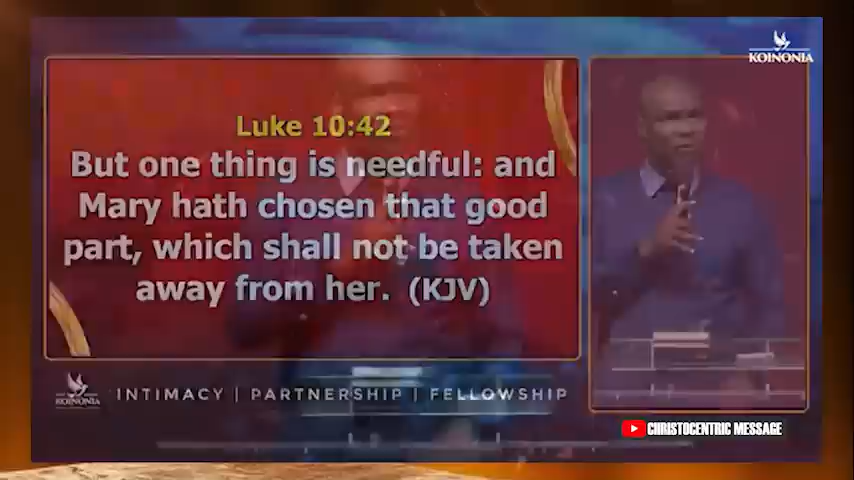 KOINONIA
Luke 10:42
But one thing is needful: and
Mary hath chosen that good
part, which shall not be taken
away from her. (KJV)
KOINONIA
INTIMACY | PARTNERSHIP | FELLOWSHIP
CHRISTOCENTRIC MESSAGE